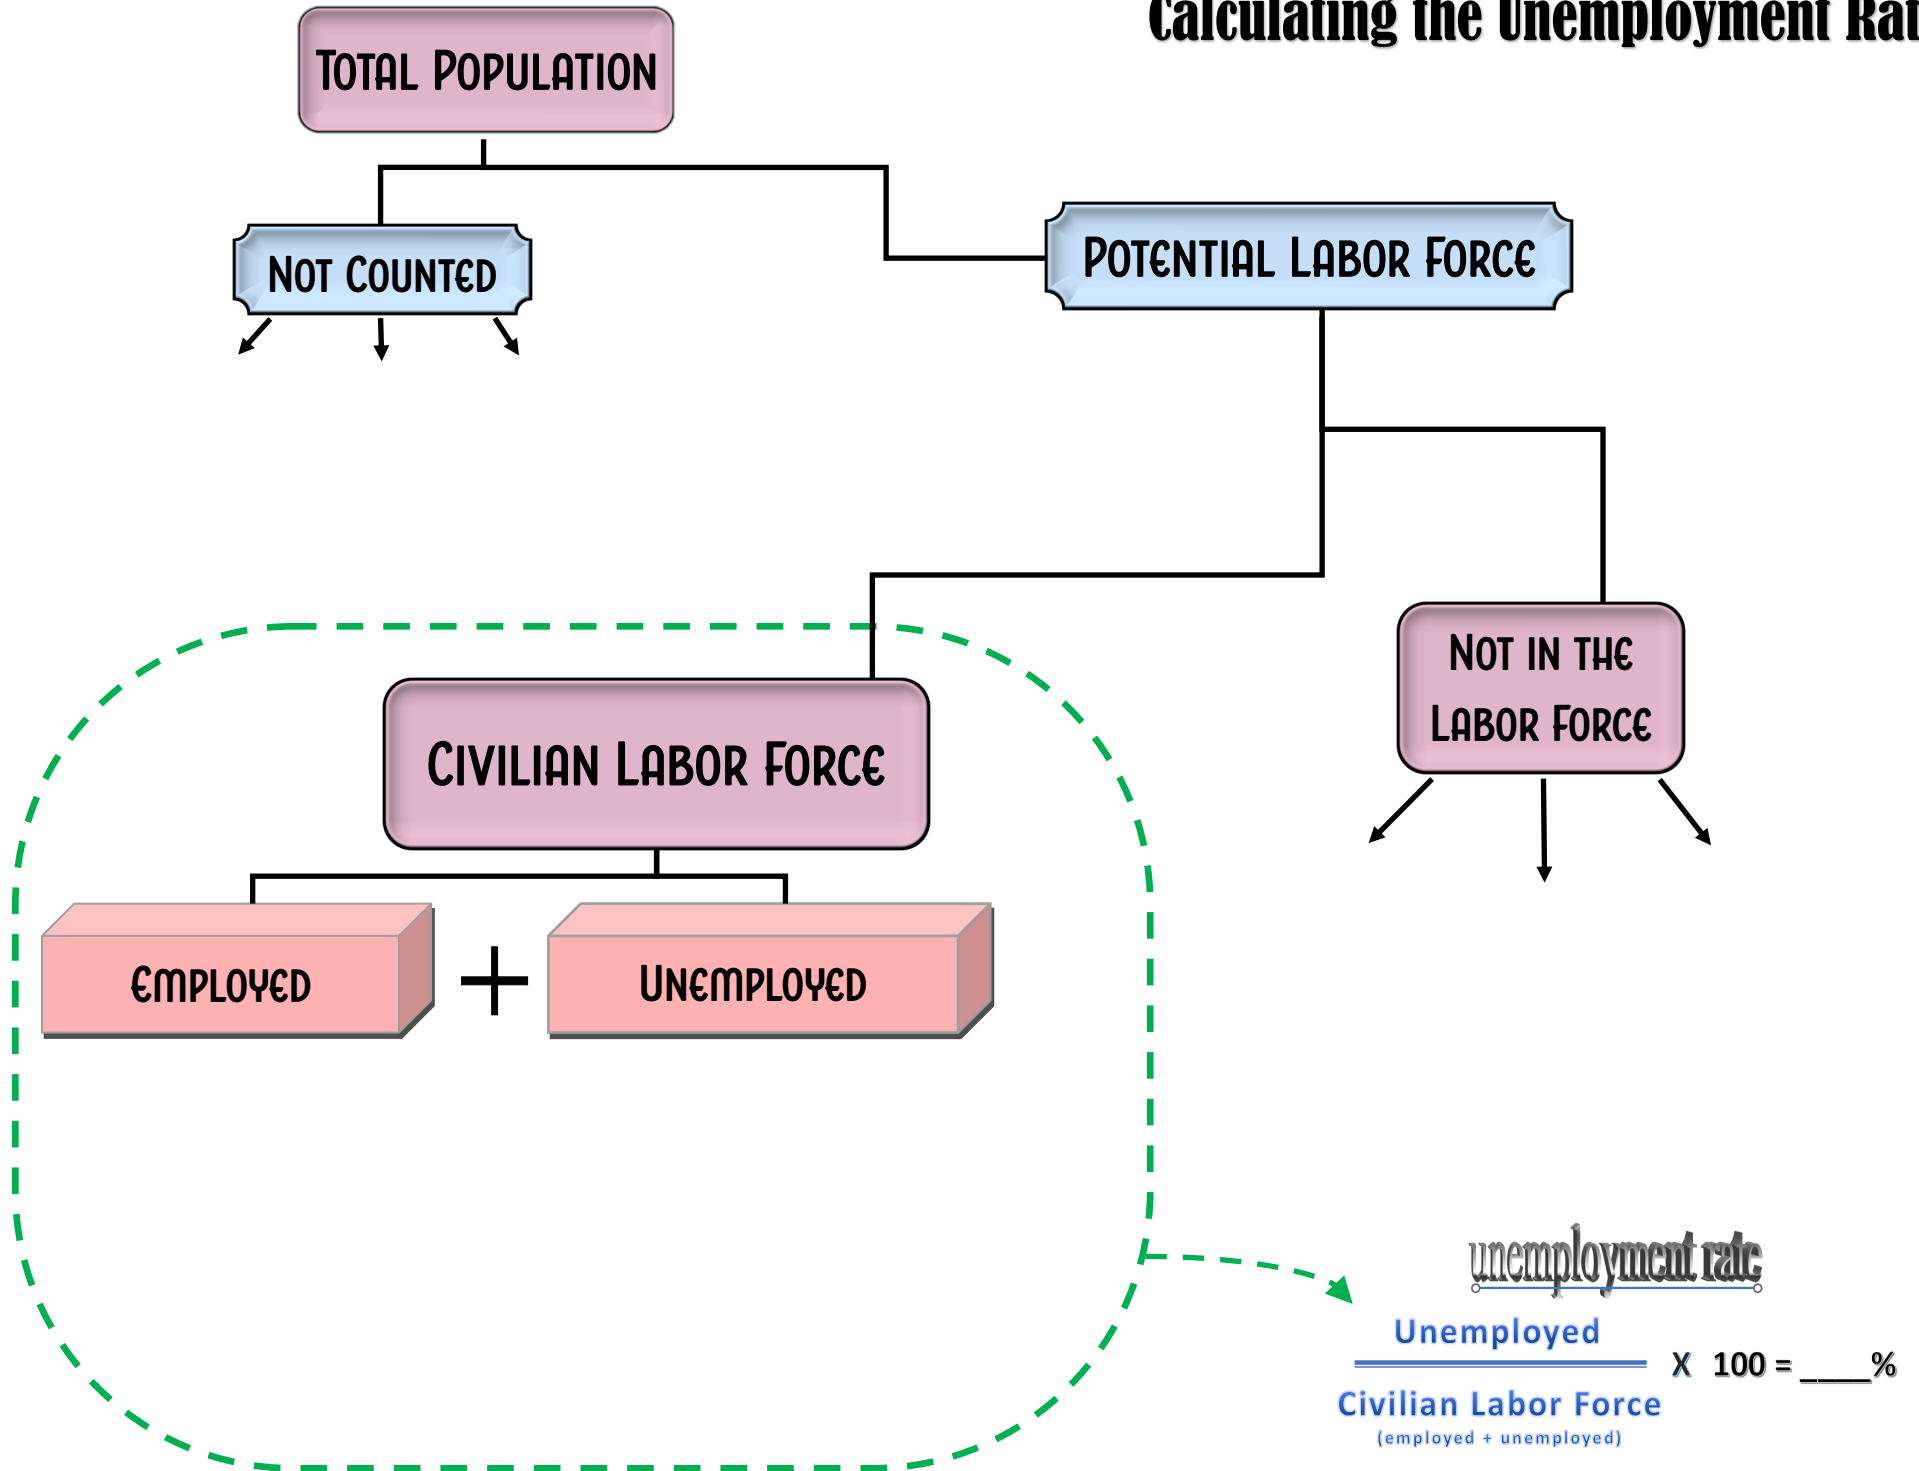 Calculating the Unemployment Rat
Total Population
Not Counted
Potential Labor Force
Not in the
Labor Force
Civilian Labor Force
Employed + Unemployed
unemployment rate
Unemployed
X 100 = ____%
Civilian Labor Force
(employed + unemployed)